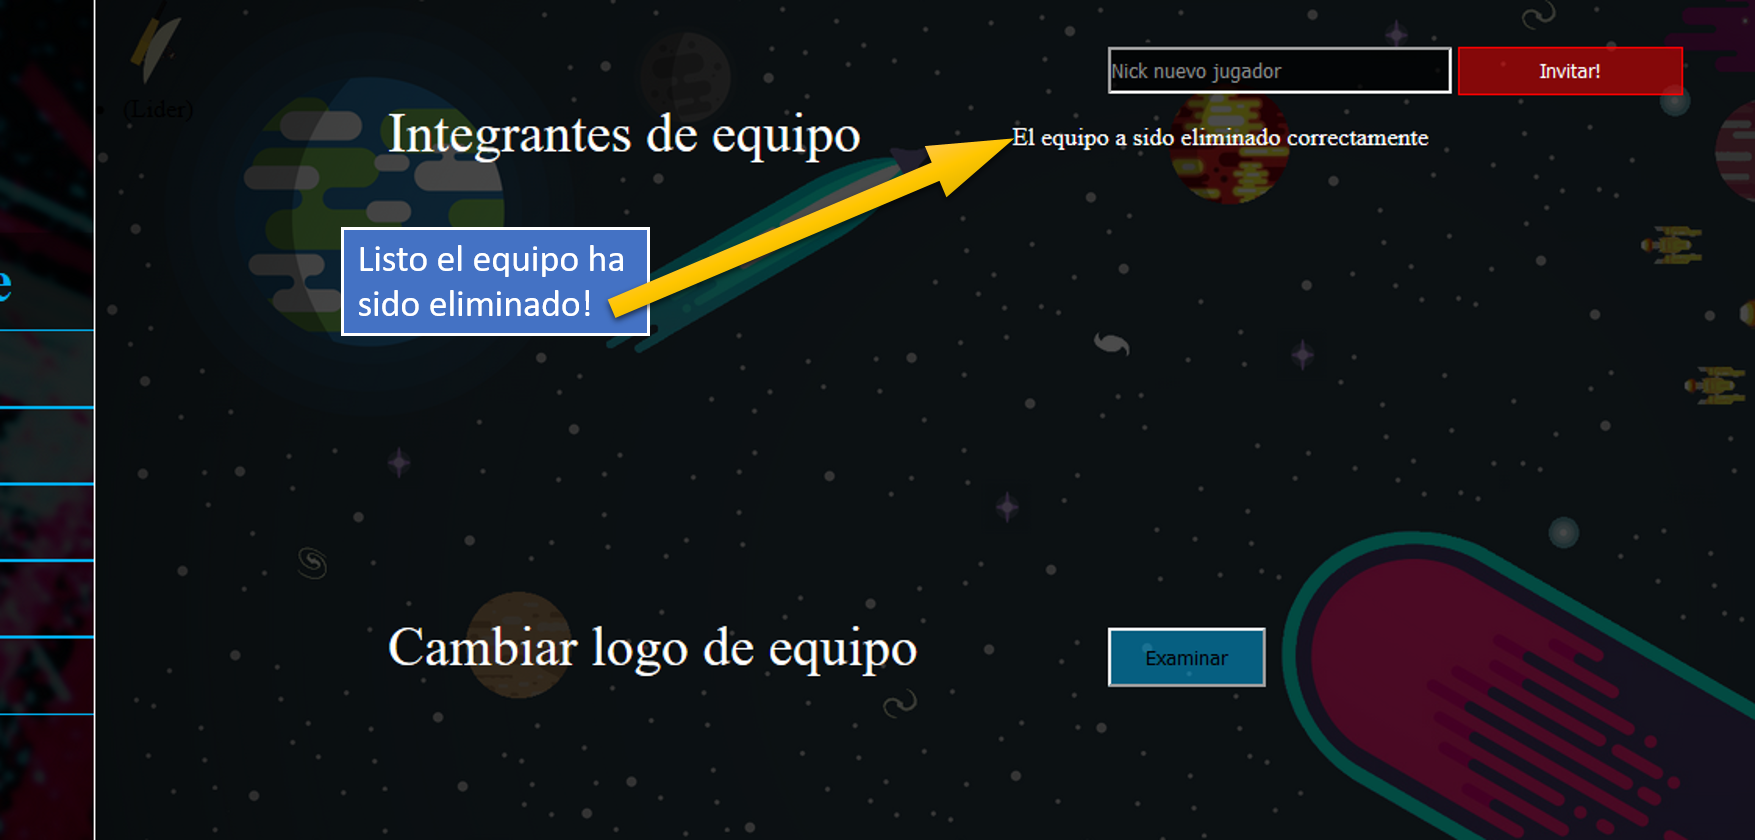 Nick nuevo jugador
Invitar!
(Lider)
Integrantes de equipo
El equipo a sido eliminado correctamente
Listo el equipo ha
sido eliminado!
e
Cambiar logo de equipo
Examinar